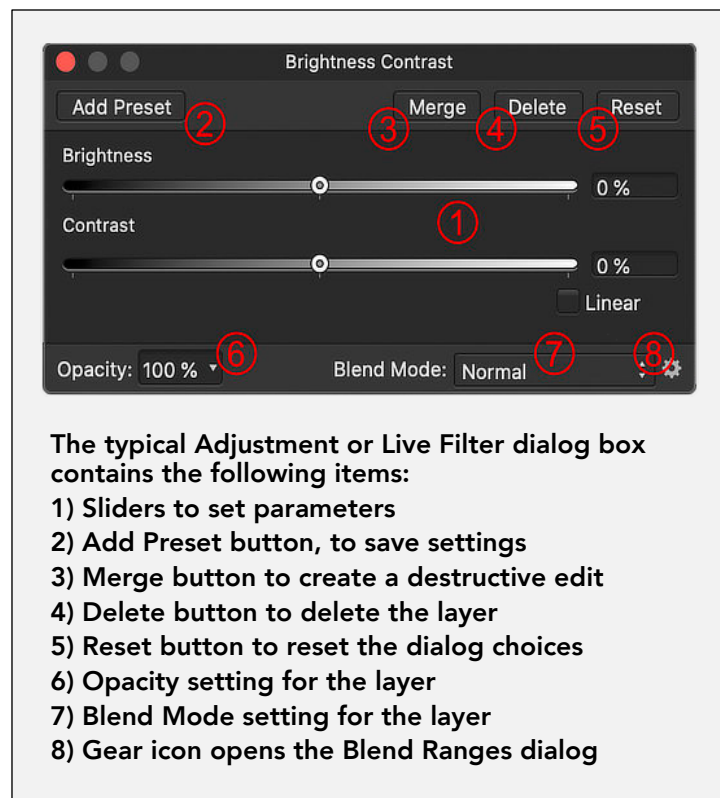 Brightness Contrast
Add Preset Merge Delete Reset
2 3 4 5
Brightness
0 %
Contrast
1
0 %
Linear
6 7 8
Opacity: 100 % Blend Mode: Normal
The typical Adjustment or Live Filter dialog box
contains the following items:
1) Sliders to set parameters
2) Add Preset button, to save settings
3) Merge button to create a destructive edit
4) Delete button to delete the layer
5) Reset button to reset the dialog choices
6) Opacity setting for the layer
7) Blend Mode setting for the layer
8) Gear icon opens the Blend Ranges dialog